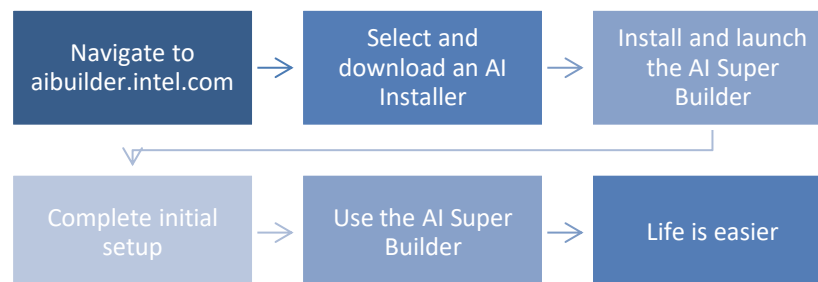 Navigate to
aibuilder.intel.com
Select and
download an AI
Installer
Install and launch
the AI Super
Builder
Complete initial
setup
Use the AI Super
Builder
Life is easier